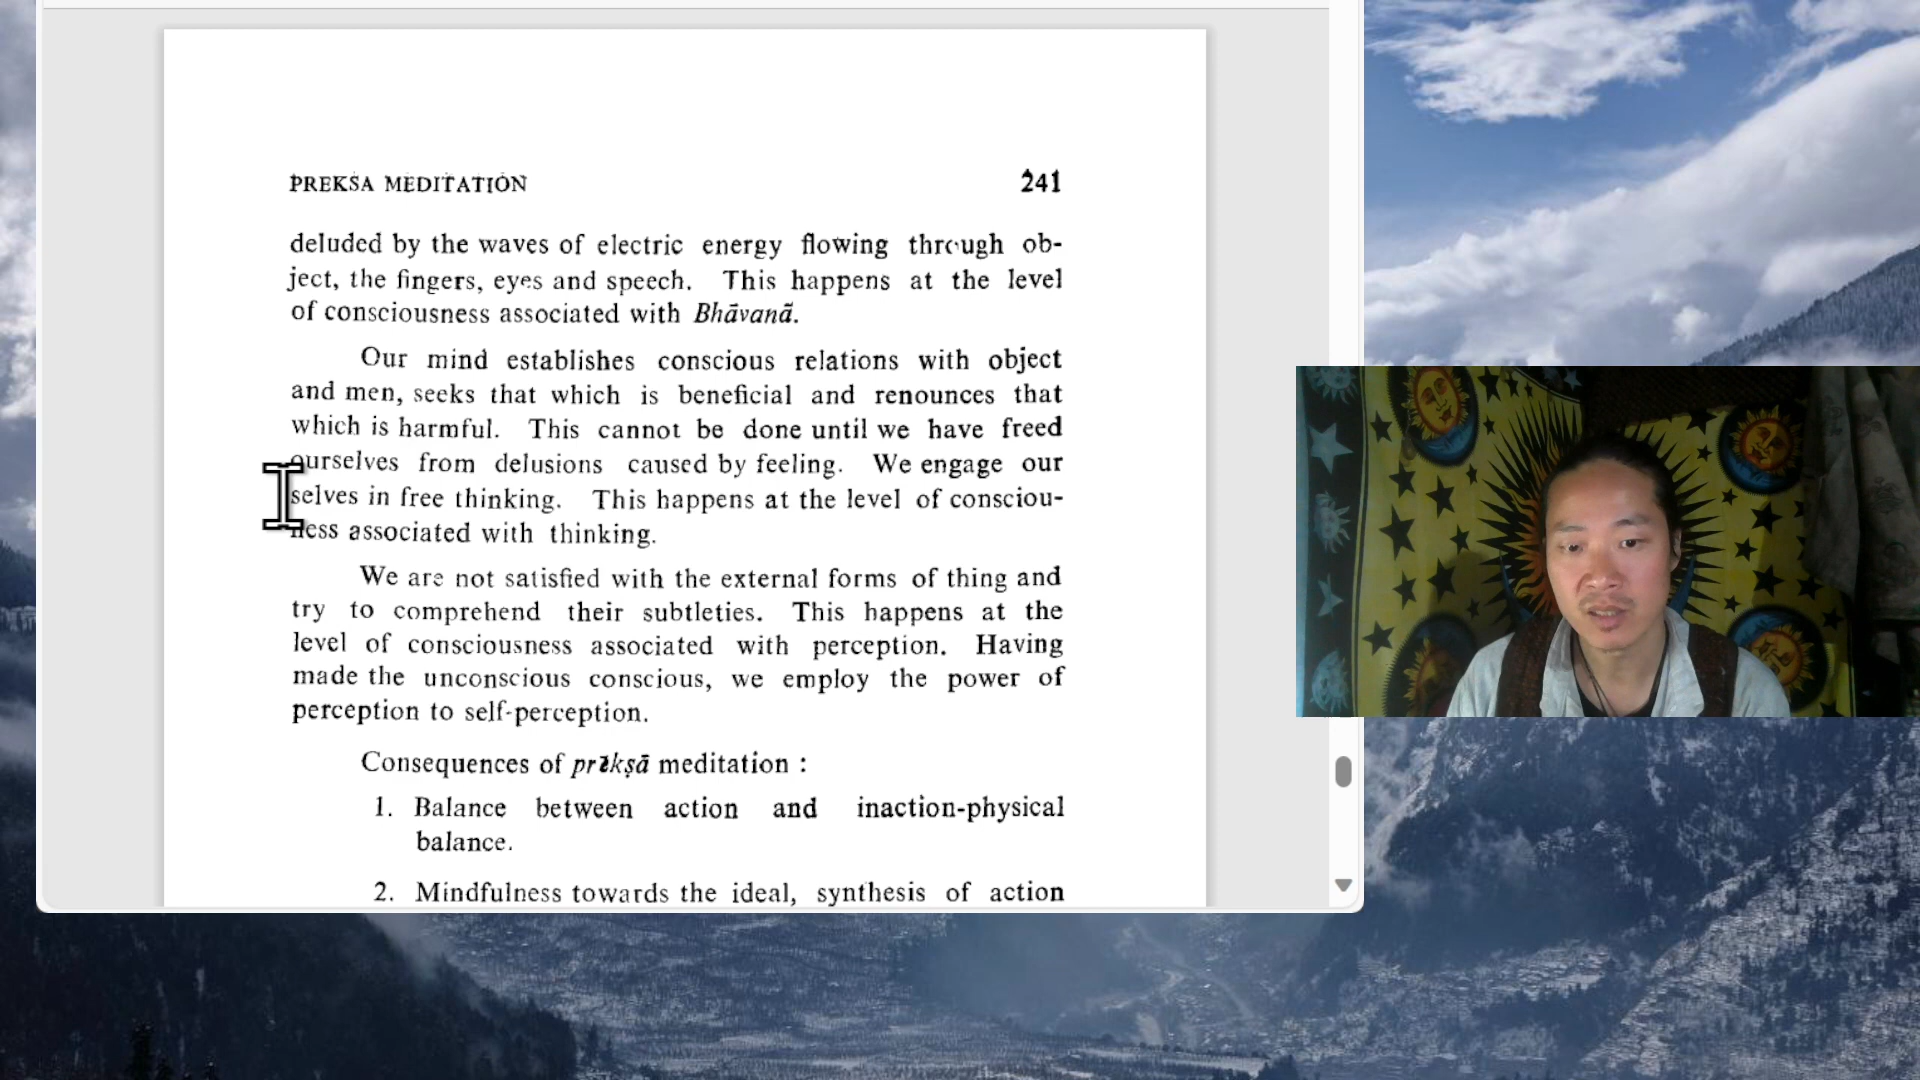 PREKSA MEDITATION 241
deluded by the waves of electric energy flowing through ob-
ject, the fingers, eyes and speech. This happens at the level
of consciousness associated with Bhāvanā.
Our mind establishes conscious relations with object
and men, seeks that which is beneficial and renounces that
which is harmful. This cannot be done until we have freed
ourselves from delusions caused by feeling. We engage our
selves in free thinking. This happens at the level of consciou-
ness associated with thinking.
We are not satisfied with the external forms of thing and
try to comprehend their subtleties. This happens at the
level of consciousness associated with perception. Having
made the unconscious conscious, we employ the power of
perception to self-perception.
Consequences of prēkṣā meditation :
1. Balance between action and inaction-physical
balance.
2. Mindfulness towards the ideal, synthesis of action